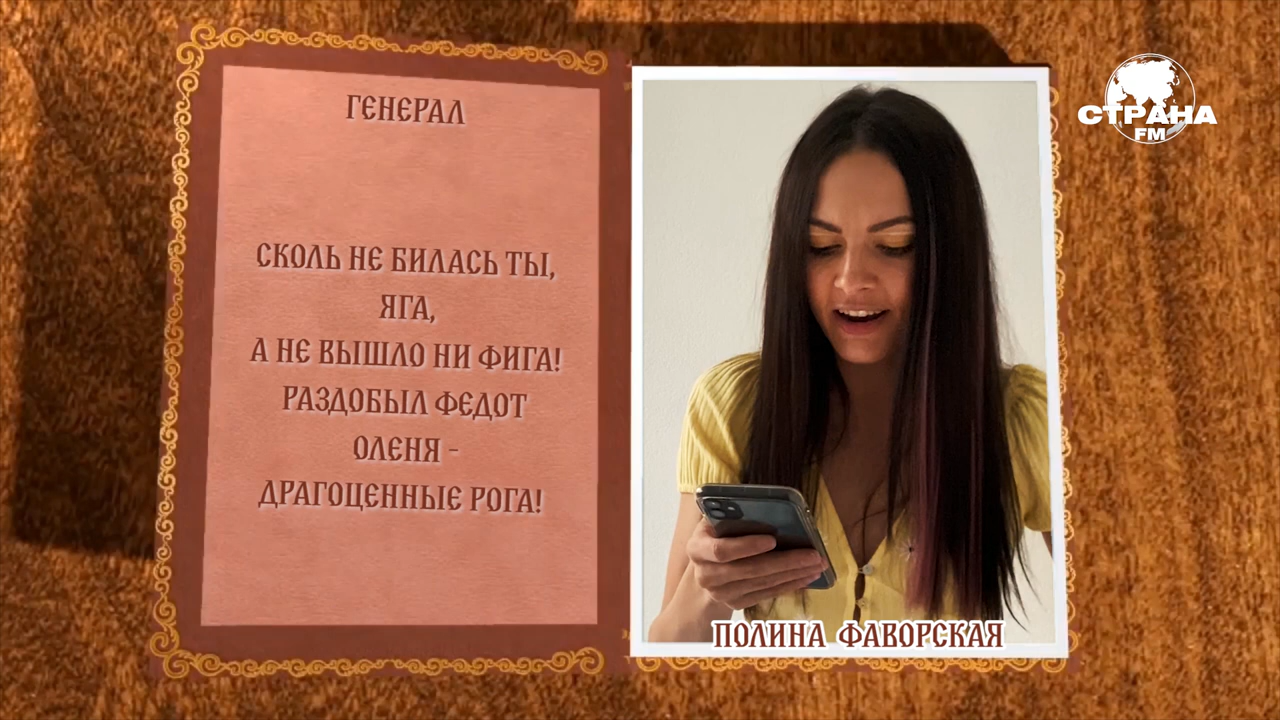 ГЕНЕРАЛ
СКОЛЬ НЕ БИЛАСЬ ТЫ,
ЯГА,
А НЕ ВЫШЛО НИ ФИГА!
РАЗДОБЫЛ ФЕДОТ
ОЛЕНЯ -
ДРАГОЦЕННЫЕ РОГА!
ПОЛИНА ФАВОРСКАЯ
СТРАНА
FM